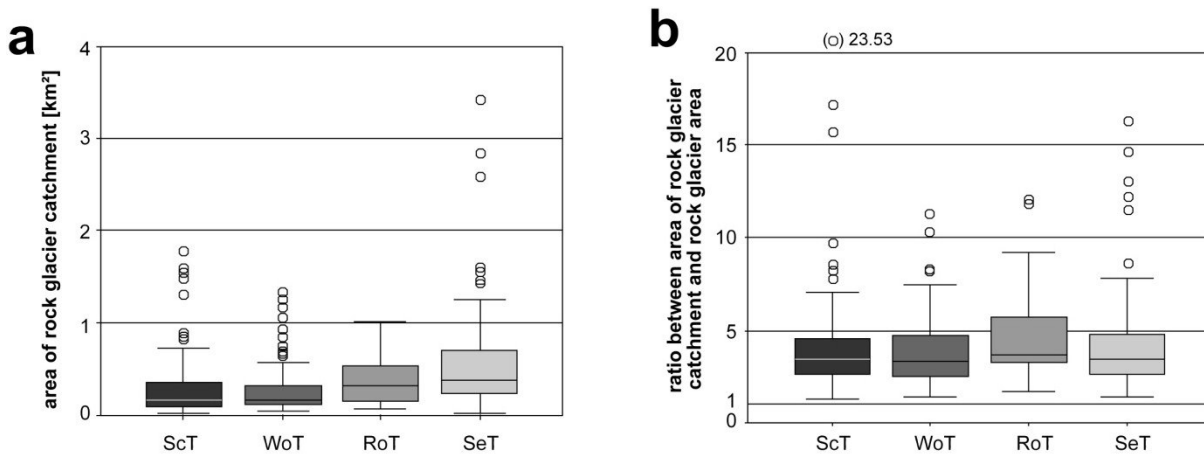 a
area of rock glacier catchment [km²]
4
3
2
1
0
ScT
WoT
RoT
SeT
b
(o) 23.53
ratio between area of rock glacier
catchment and rock glacier area
20
15
10
5
1
0
ScT
WoT
RoT
SeT